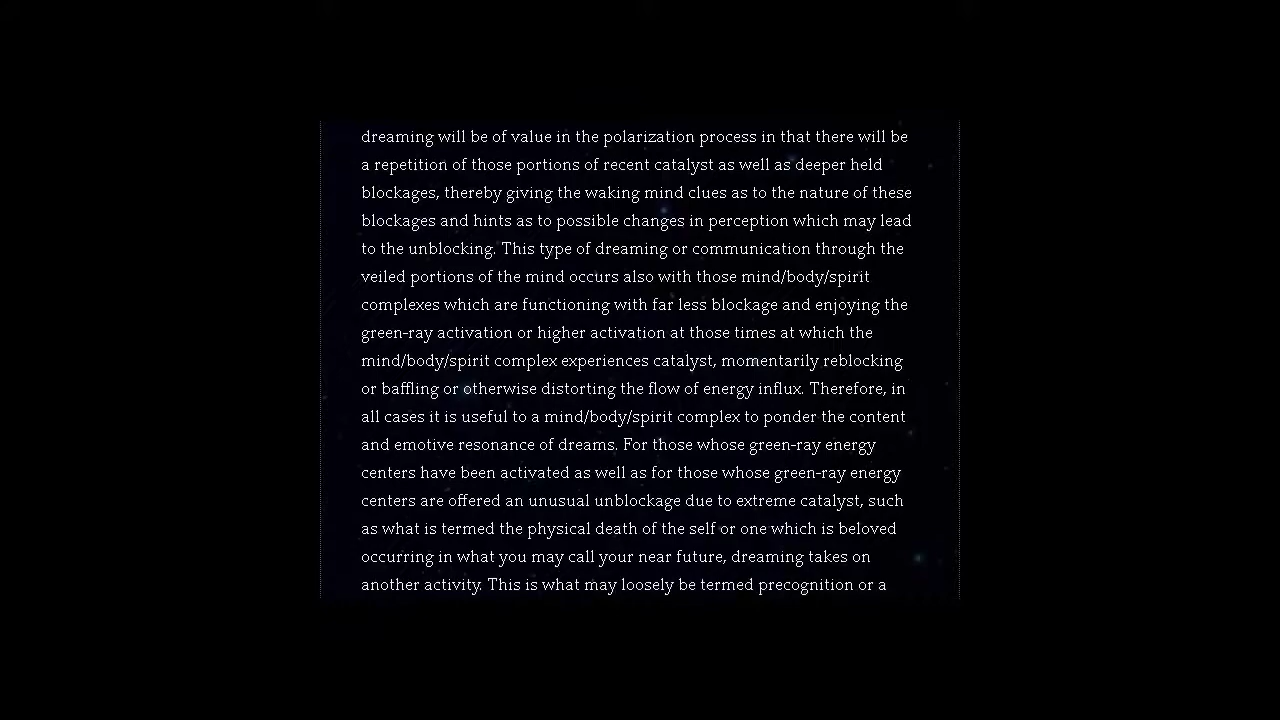 dreaming will be of value in the polarization process in that there will be
a repetition of those portions of recent catalyst as well as deeper held
blockages, thereby giving the waking mind clues as to the nature of these
blockages and hints as to possible changes in perception which may lead
to the unblocking. This type of dreaming or communication through the
veiled portions of the mind occurs also with those mind/body/spirit
complexes which are functioning with far less blockage and enjoying the
green-ray activation or higher activation at those times at which the
mind/body/spirit complex experiences catalyst, momentarily reblocking
or baffling or otherwise distorting the flow of energy influx. Therefore, in
all cases it is useful to a mind/body/spirit complex to ponder the content
and emotive resonance of dreams. For those whose green-ray energy
centers have been activated as well as for those whose green-ray energy
centers are offered an unusual unblockage due to extreme catalyst, such
as what is termed the physical death of the self or one which is beloved
occurring in what you may call your near future, dreaming takes on
another activity. This is what may loosely be termed precognition or a